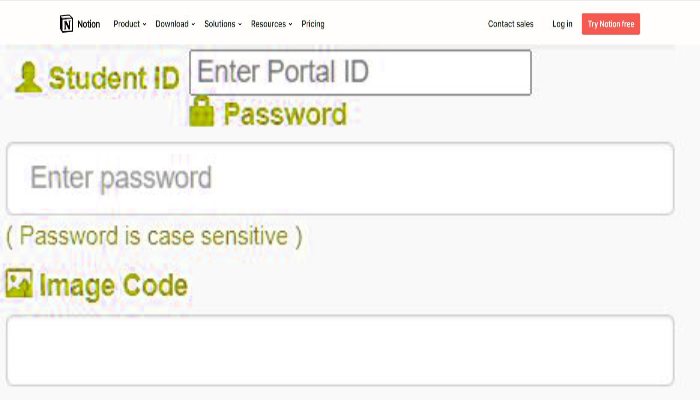 Notion Product Download Solutions Resources Pricing Contact sales Log in Try Notion free
Student ID Enter Portal ID
Password
Enter password
( Password is case sensitive )
Image Code